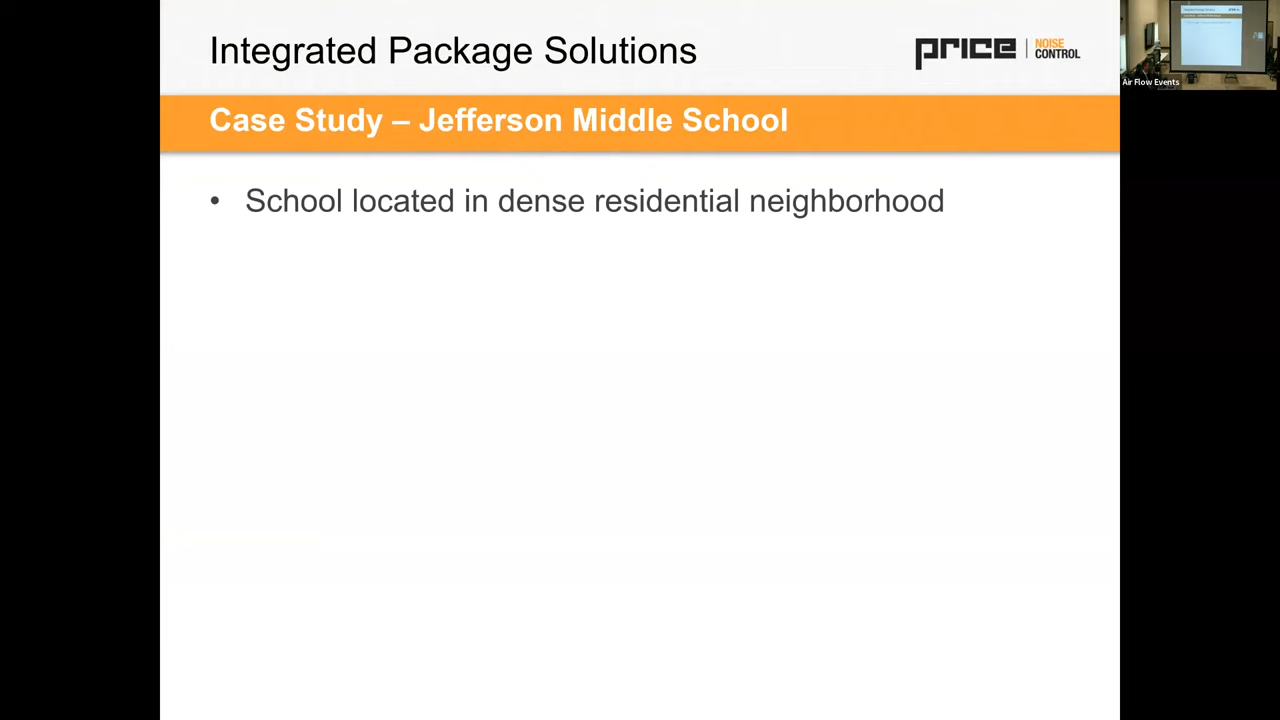 Integrated Package Solutions
price | NOISE CONTROL
Case Study – Jefferson Middle School
• School located in dense residential neighborhood
Air Flow Events